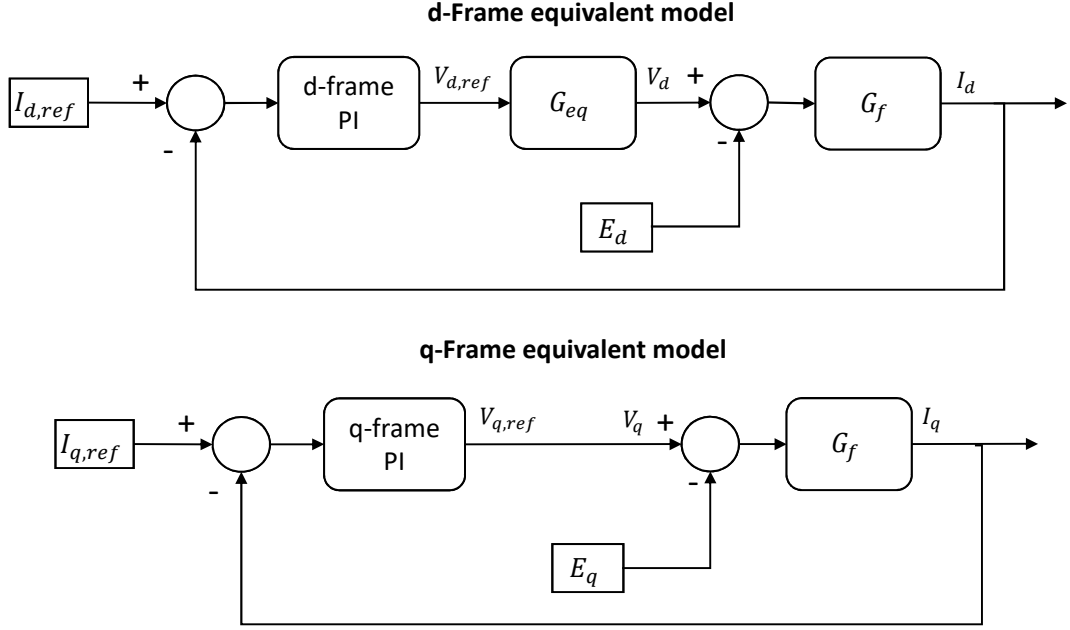 d-Frame equivalent model
I_{d,ref}
+
-
d-frame
PI
V_{d,ref}
G_{eq}
V_d
+
-
G_f
I_d
E_d
q-Frame equivalent model
I_{q,ref}
+
-
q-frame
PI
V_{q,ref}
V_q
+
-
G_f
I_q
E_q